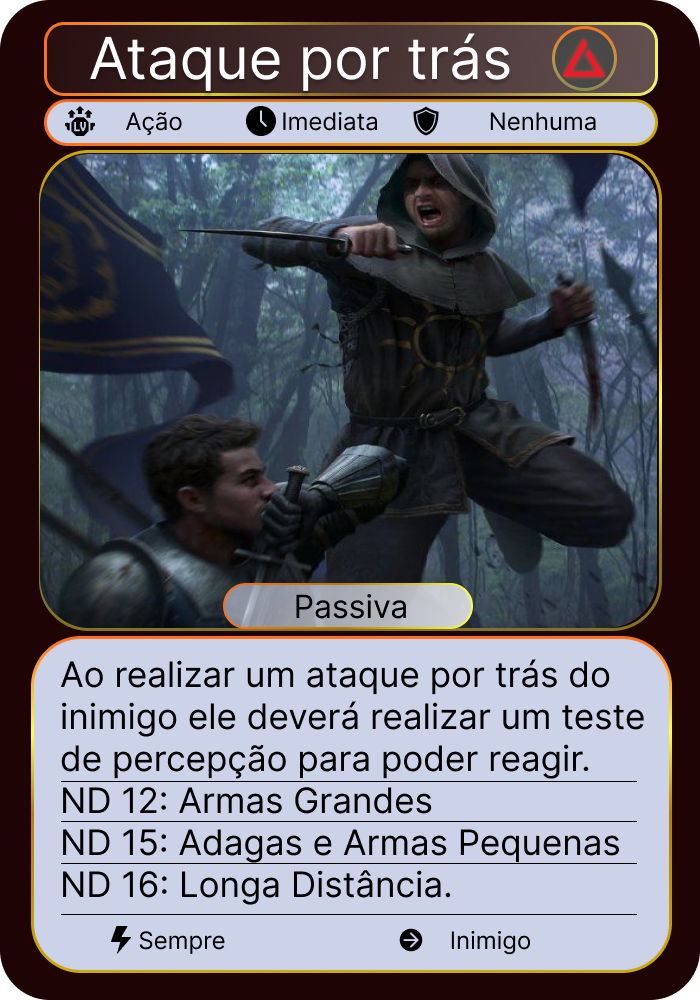 Ataque por trás
LV Ação Imediata Nenhuma
Passiva
Ao realizar um ataque por trás do
inimigo ele deverá realizar um teste
de percepção para poder reagir.
ND 12: Armas Grandes
ND 15: Adagas e Armas Pequenas
ND 16: Longa Distância.
Sempre Inimigo